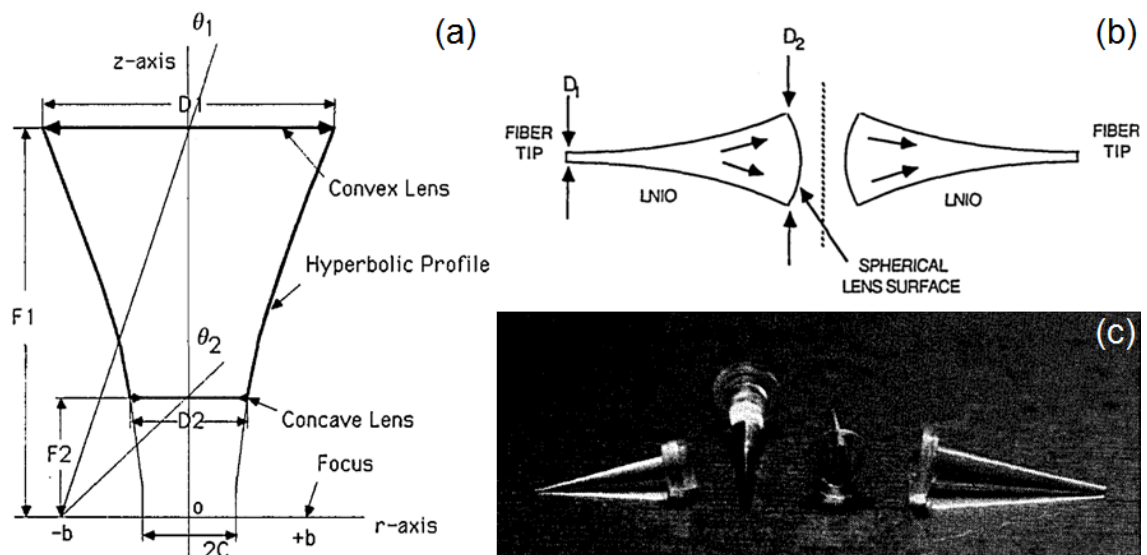 θ1
(a)
z-axis
D1
Convex Lens
Hyperbolic Profile
F1
θ2
D2
Concave Lens
F2
Focus
o
-b
2C
+b
r-axis
(b)
D2
D1
FIBER
TIP
LNIO
LNIO
FIBER
TIP
SPHERICAL
LENS SURFACE
(c)